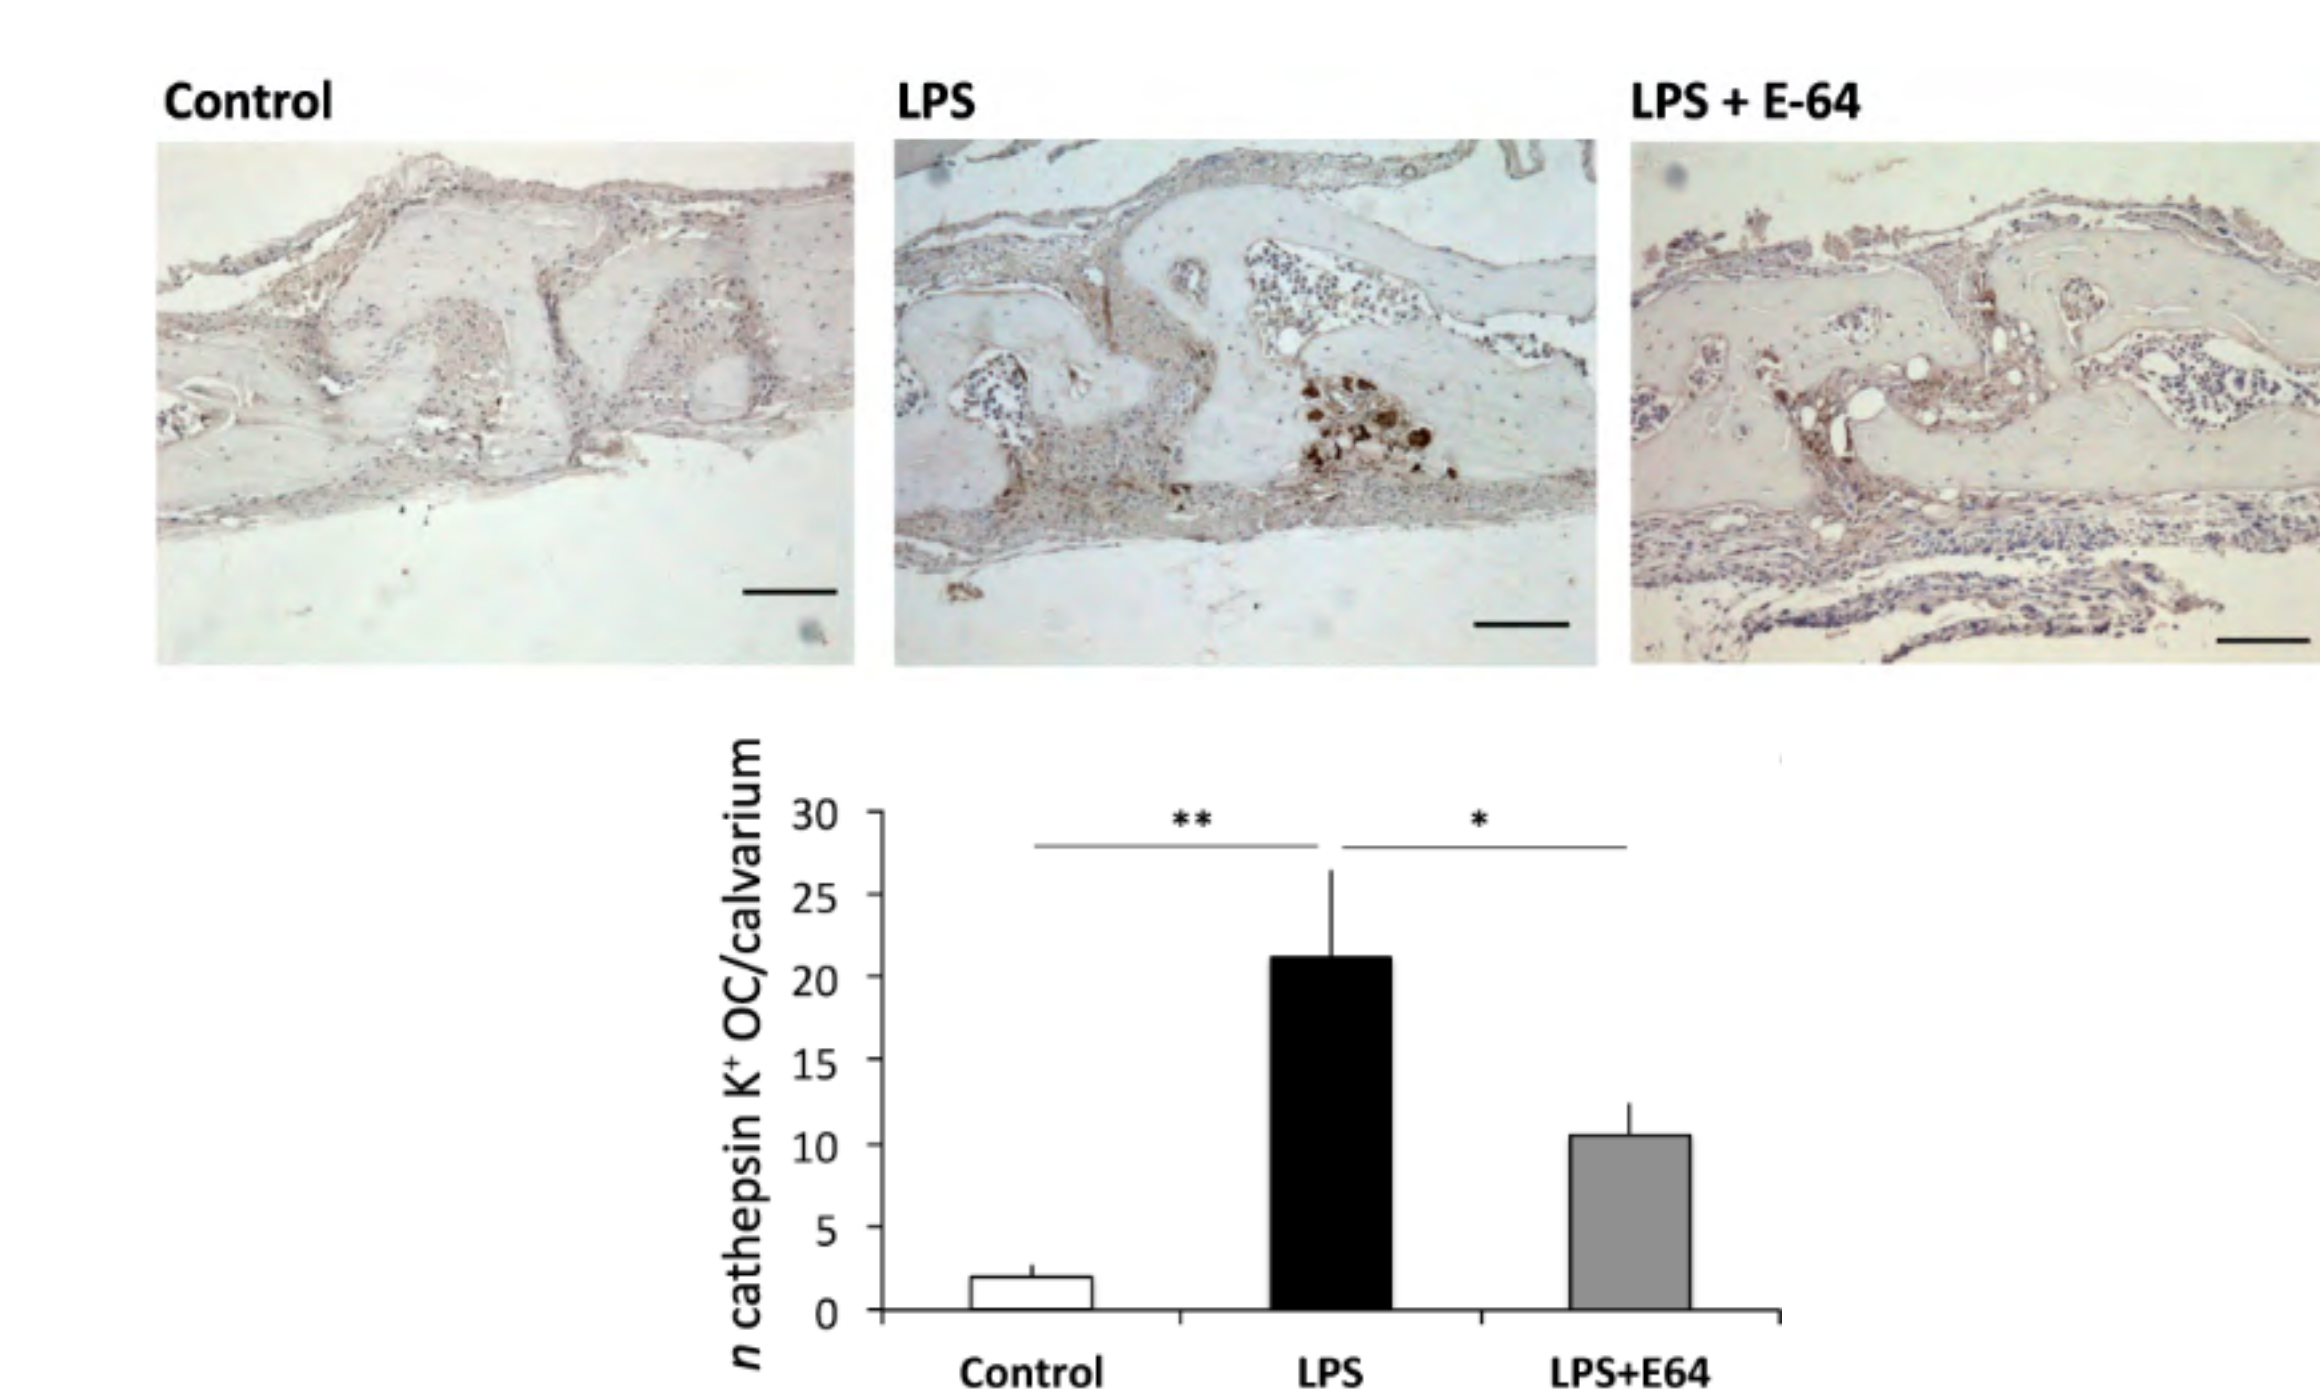 Control
LPS
LPS + E-64
n cathepsin K⁺ OC/calvarium
30
25
20
15
10
5
0
**
*
Control
LPS
LPS+E64